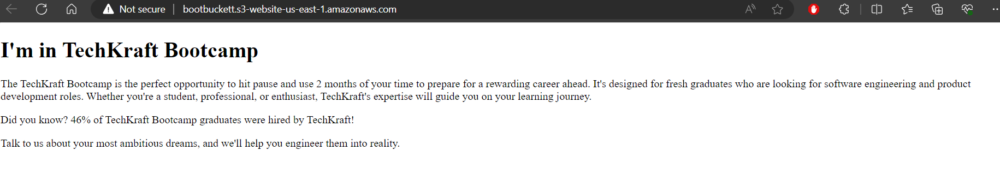 Not secure | bootbuckett.s3-website-us-east-1.amazonaws.com
I'm in TechKraft Bootcamp
The TechKraft Bootcamp is the perfect opportunity to hit pause and use 2 months of your time to prepare for a rewarding career ahead. It's designed for fresh graduates who are looking for software engineering and product
development roles. Whether you're a student, professional, or enthusiast, TechKraft's expertise will guide you on your learning journey.
Did you know? 46% of TechKraft Bootcamp graduates were hired by TechKraft!
Talk to us about your most ambitious dreams, and we'll help you engineer them into reality.